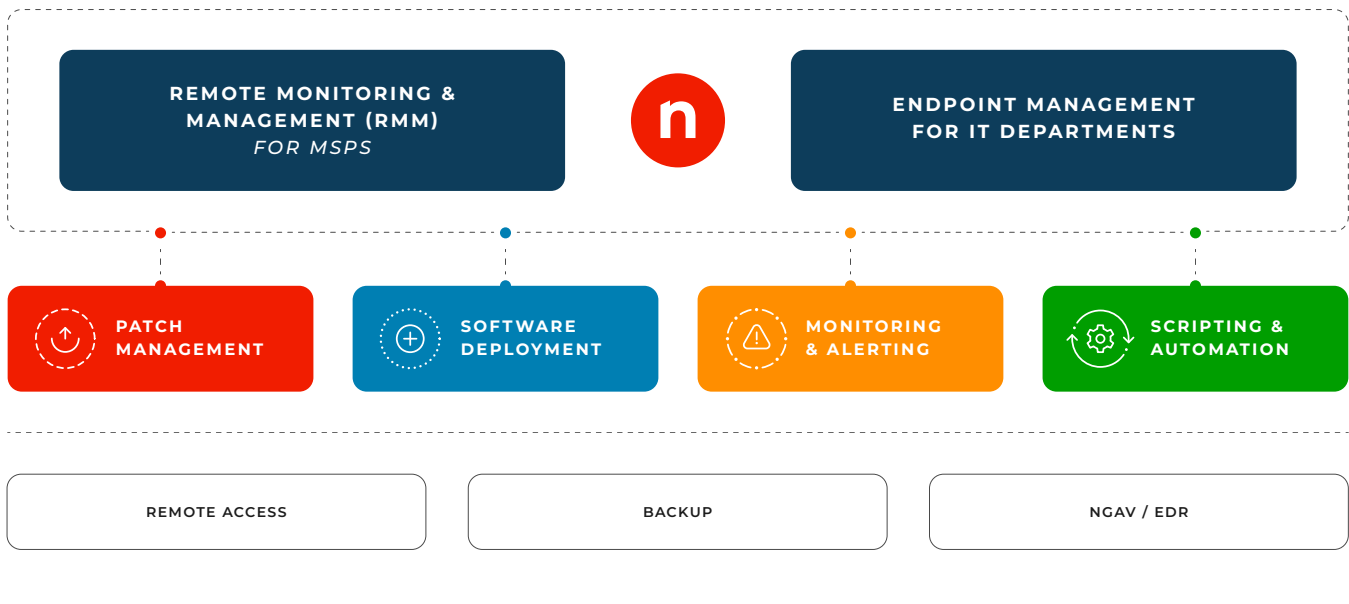 REMOTE MONITORING &
MANAGEMENT (RMM)
FOR MSPS
n
ENDPOINT MANAGEMENT
FOR IT DEPARTMENTS
PATCH
MANAGEMENT
SOFTWARE
DEPLOYMENT
MONITORING
& ALERTING
SCRIPTING &
AUTOMATION
REMOTE ACCESS
BACKUP
NGAV / EDR